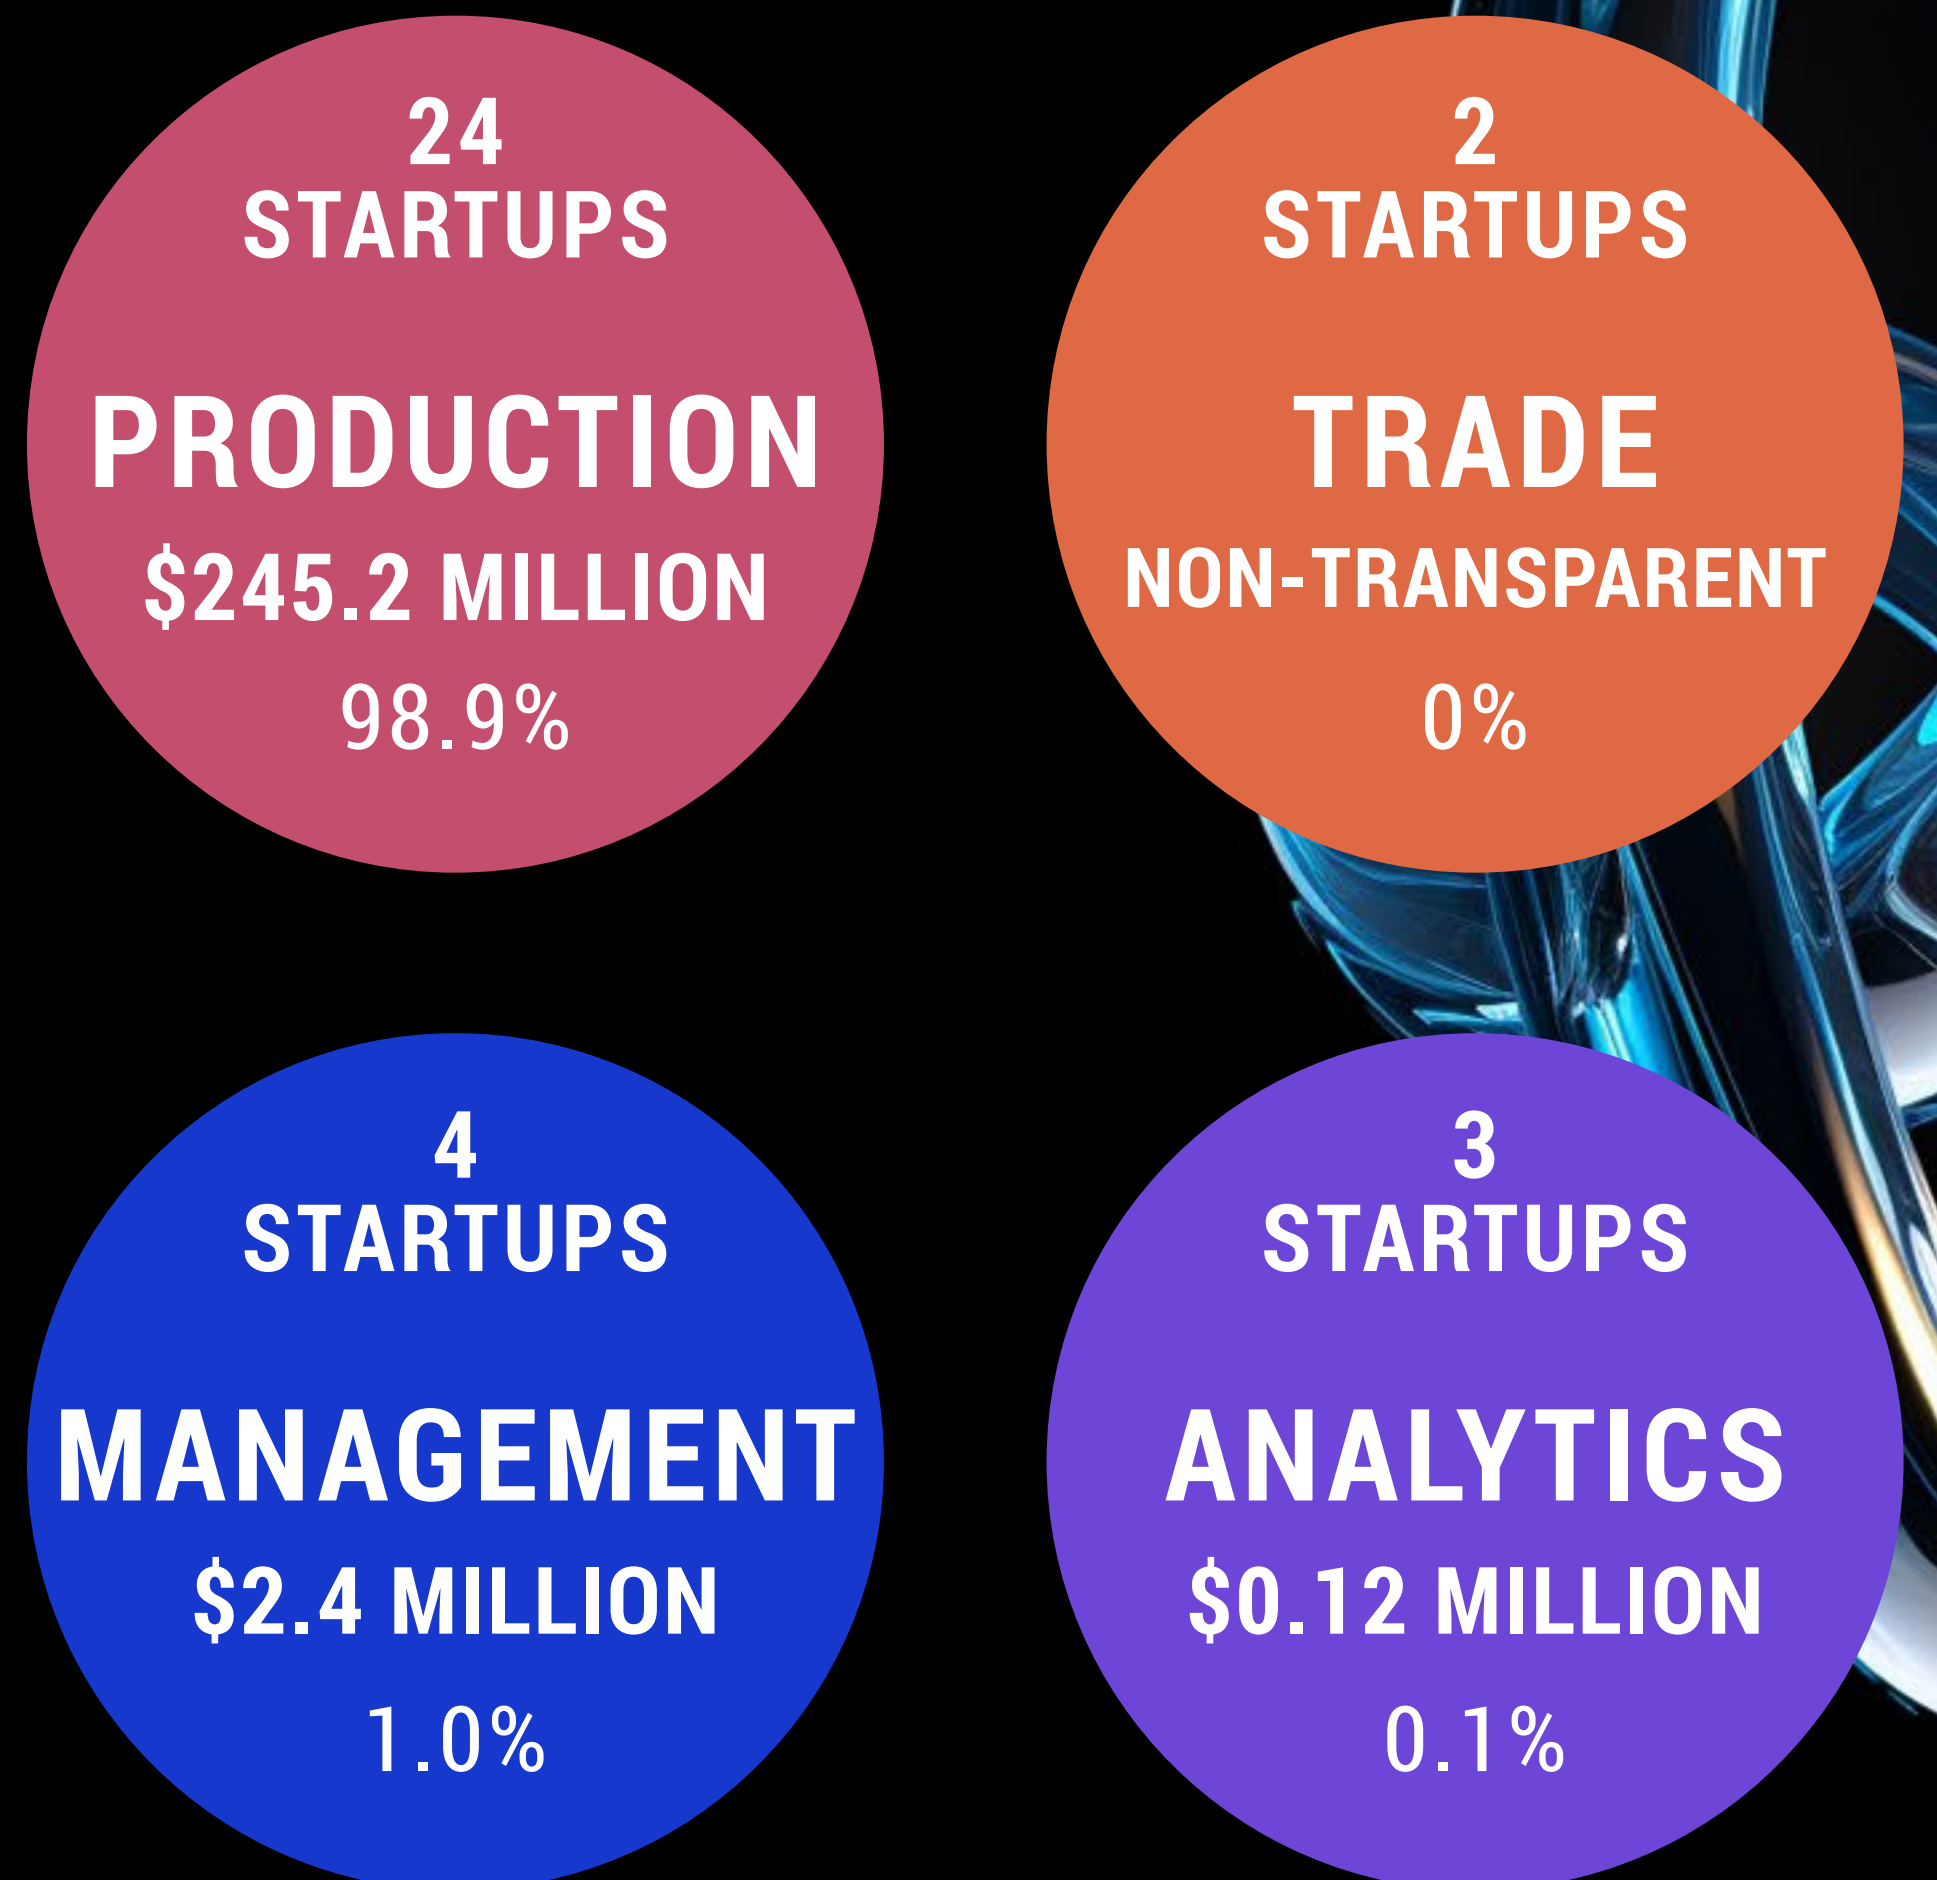 24
STARTUPS
PRODUCTION
$245.2 MILLION
98.9%
2
STARTUPS
TRADE
NON-TRANSPARENT
0%
4
STARTUPS
MANAGEMENT
$2.4 MILLION
1.0%
3
STARTUPS
ANALYTICS
$0.12 MILLION
0.1%